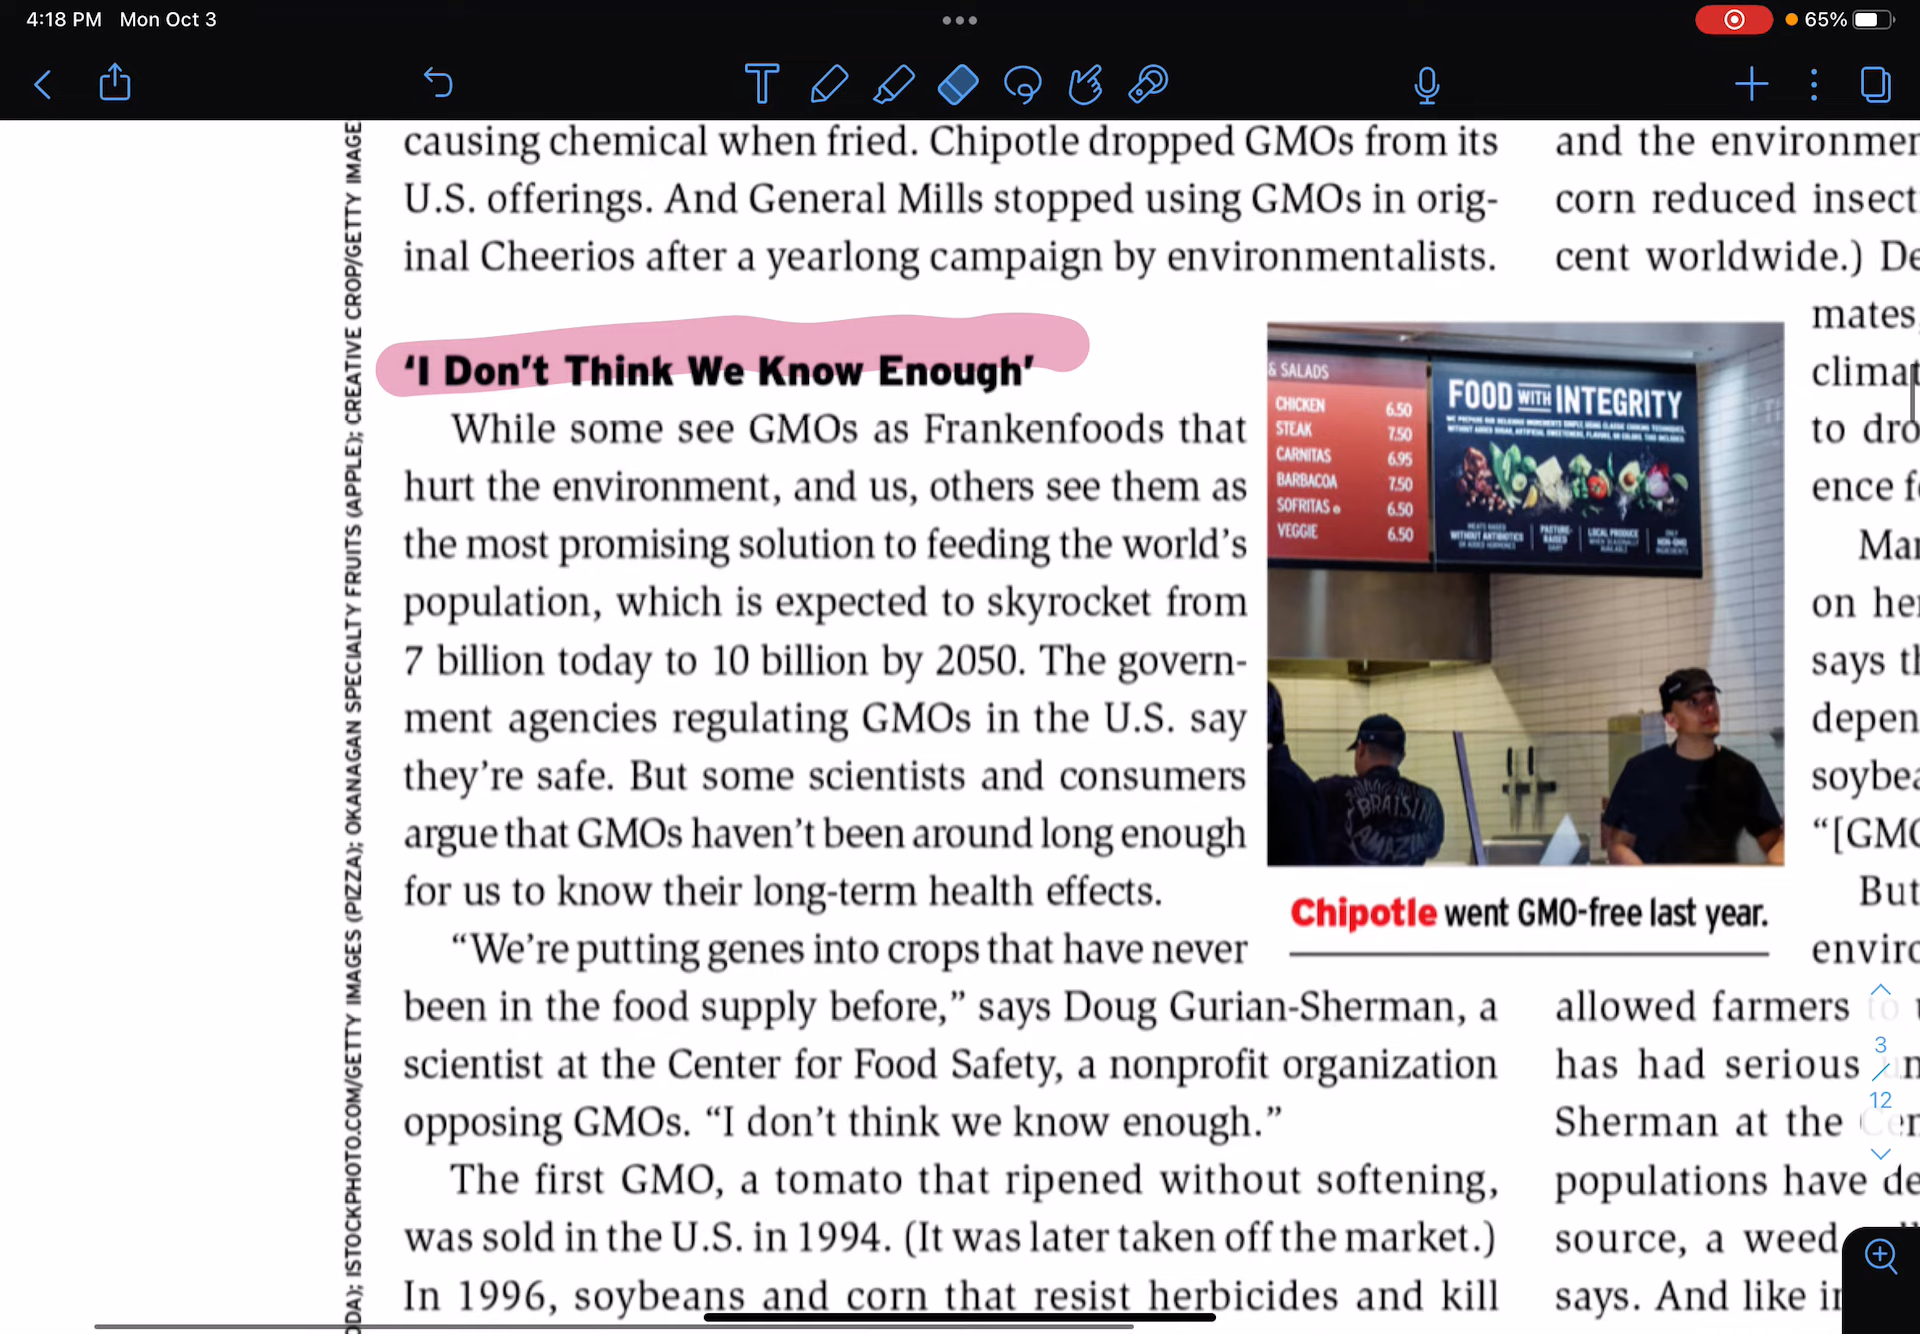 4:18 PM Mon Oct 3
65%
causing chemical when fried. Chipotle dropped GMOs from its
U.S. offerings. And General Mills stopped using GMOs in orig-
inal Cheerios after a yearlong campaign by environmentalists.
'I Don't Think We Know Enough'
While some see GMOs as Frankenfoods that
hurt the environment, and us, others see them as
the most promising solution to feeding the world's
population, which is expected to skyrocket from
7 billion today to 10 billion by 2050. The govern-
ment agencies regulating GMOs in the U.S. say
they're safe. But some scientists and consumers
argue that GMOs haven't been around long enough
for us to know their long-term health effects.
"We're putting genes into crops that have never
been in the food supply before," says Doug Gurian-Sherman, a
scientist at the Center for Food Safety, a nonprofit organization
opposing GMOs. "I don't think we know enough."
The first GMO, a tomato that ripened without softening,
was sold in the U.S. in 1994. (It was later taken off the market.)
In 1996, soybeans and corn that resist herbicides and kill
& SALADS
CHICKEN 6.50
STEAK 7.50
CARNITAS 6.95
BARBACOA 7.50
SOFRITAS 6.50
VEGGIE 6.50
FOOD WITH INTEGRITY
BRAISIN
AMAZIN
Chipotle went GMO-free last year.
and the environmen
corn reduced insect
cent worldwide.) De
mates,
climat
to dro
ence f
Mar
on her
says th
depen
soybea
"[GMO
But
enviro
allowed farmers to
has had serious un
Sherman at the Cen
populations have de
source, a weed
says. And like in
3
/
12
ODA); ISTOCKPHOTO.COM/GETTY IMAGES (PIZZA); OKANAGAN SPECIALTY FRUITS (APPLE); CREATIVE CROP/GETTY IMAGE